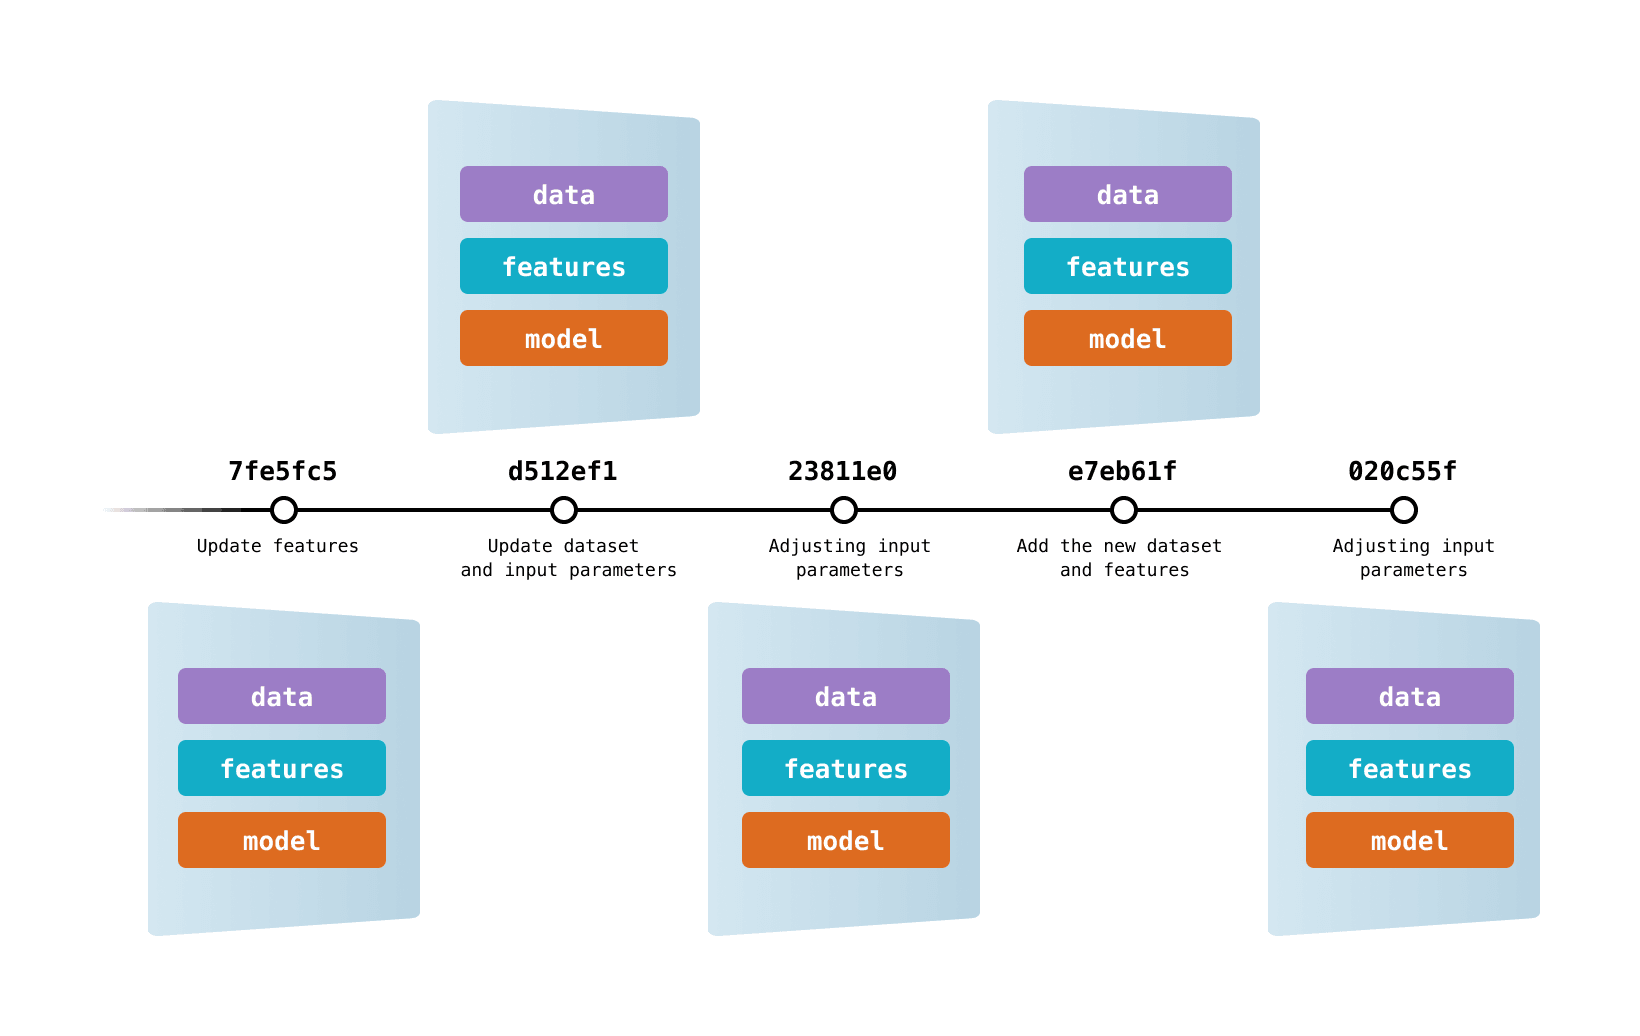 data
features
model
data
features
model
7fe5fc5
d512ef1
23811e0
e7eb61f
020c55f
Update features
Update dataset
and input parameters
Adjusting input
parameters
Add the new dataset
and features
Adjusting input
parameters
data
features
model
data
features
model
data
features
model